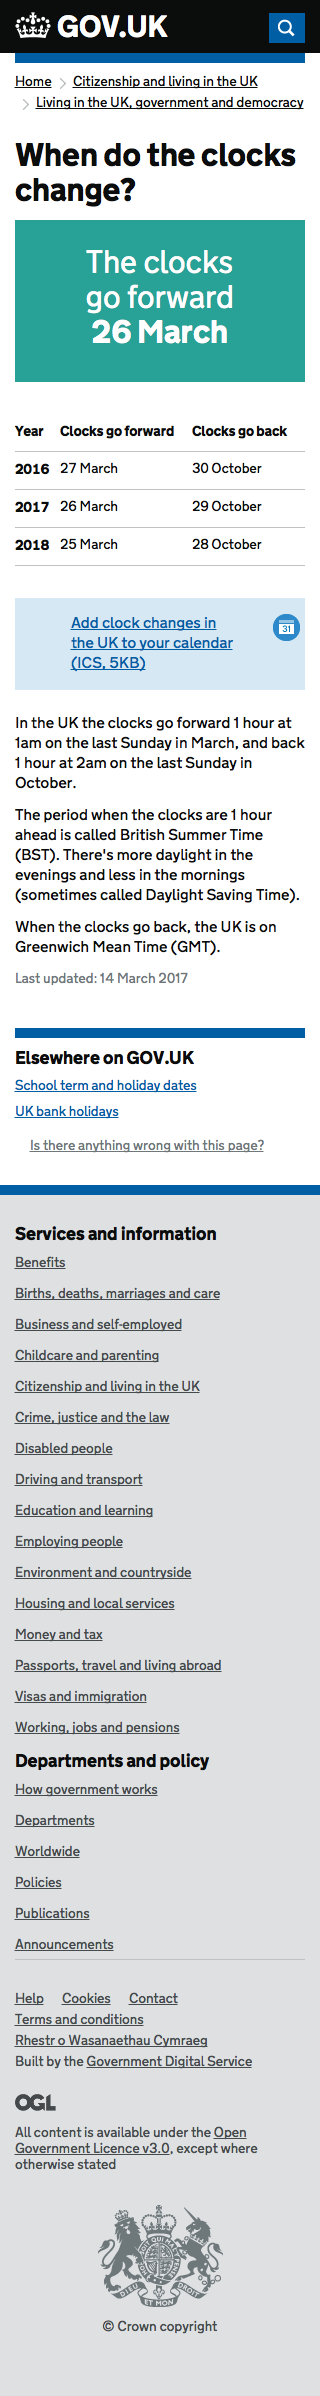 GOV.UK
Home
Citizenship and living in the UK
Living in the UK, government and democracy
When do the clocks
change?
The clocks
go forward
26 March
Year Clocks go forward Clocks go back
2016 27 March 30 October
2017 26 March 29 October
2018 25 March 28 October
Add clock changes in
the UK to your calendar
(ICS, 5KB)
31
In the UK the clocks go forward 1 hour at
1am on the last Sunday in March, and back
1 hour at 2am on the last Sunday in
October.
The period when the clocks are 1 hour
ahead is called British Summer Time
(BST). There's more daylight in the
evenings and less in the mornings
(sometimes called Daylight Saving Time).
When the clocks go back, the UK is on
Greenwich Mean Time (GMT).
Last updated: 14 March 2017
Elsewhere on GOV.UK
School term and holiday dates
UK bank holidays
Is there anything wrong with this page?
Services and information
Benefits
Births, deaths, marriages and care
Business and self-employed
Childcare and parenting
Citizenship and living in the UK
Crime, justice and the law
Disabled people
Driving and transport
Education and learning
Employing people
Environment and countryside
Housing and local services
Money and tax
Passports, travel and living abroad
Visas and immigration
Working, jobs and pensions
Departments and policy
How government works
Departments
Worldwide
Policies
Publications
Announcements
Help Cookies Contact
Terms and conditions
Rhestr o Wasanaethau Cymraeg
Built by the Government Digital Service
OGL
All content is available under the Open
Government Licence v3.0, except where
otherwise stated
DIEU ET MON DROIT
© Crown copyright